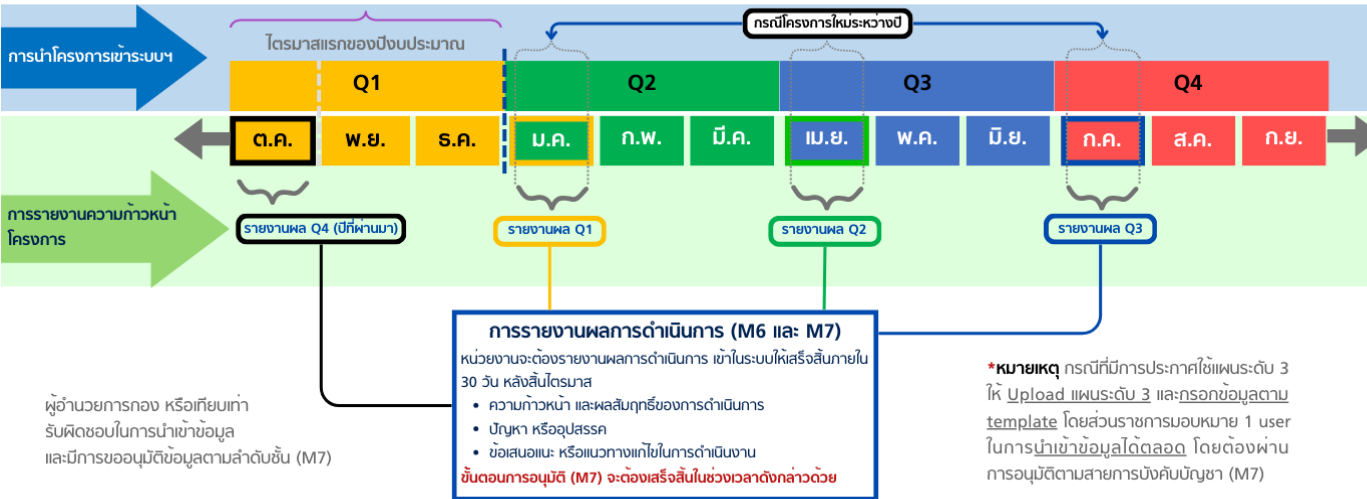 กรณีโครงการใหม่ระหว่างปี
ไตรมาสแรกของปีงบประมาณ
การนำโครงการเข้าระบบฯ
Q1
Q2
Q3
Q4
ต.ค.
พ.ย.
ธ.ค.
ม.ค.
ก.พ.
มี.ค.
เม.ย.
พ.ค.
มิ.ย.
ก.ค.
ส.ค.
ก.ย.
การรายงานความก้าวหน้า
โครงการ
รายงานผล Q4 (ปีที่ผ่านมา)
รายงานผล Q1
รายงานผล Q2
รายงานผล Q3
การรายงานผลการดำเนินการ (M6 และ M7)
หน่วยงานจะต้องรายงานผลการดำเนินการ เข้าในระบบให้เสร็จสิ้นภายใน
30 วัน หลังสิ้นไตรมาส
• ความก้าวหน้า และผลสัมฤทธิ์ของการดำเนินการ
• ปัญหา หรืออุปสรรค
• ข้อเสนอแนะ หรือแนวทางแก้ไขในการดำเนินงาน
ขั้นตอนการอนุมัติ (M7) จะต้องเสร็จสิ้นในช่วงเวลาดังกล่าวด้วย
ผู้อำนวยการกอง หรือเทียบเท่า
รับผิดชอบในการนำเข้าข้อมูล
และมีการขออนุมัติข้อมูลตามลำดับชั้น (M7)
*หมายเหตุ กรณีที่มีการประกาศใช้แผนระดับ 3
ให้ Upload แผนระดับ 3 และกรอกข้อมูลตาม
template โดยส่วนราชการมอบหมาย 1 user
ในการนำเข้าข้อมูลได้ตลอด โดยต้องผ่าน
การอนุมัติตามสายการบังคับบัญชา (M7)